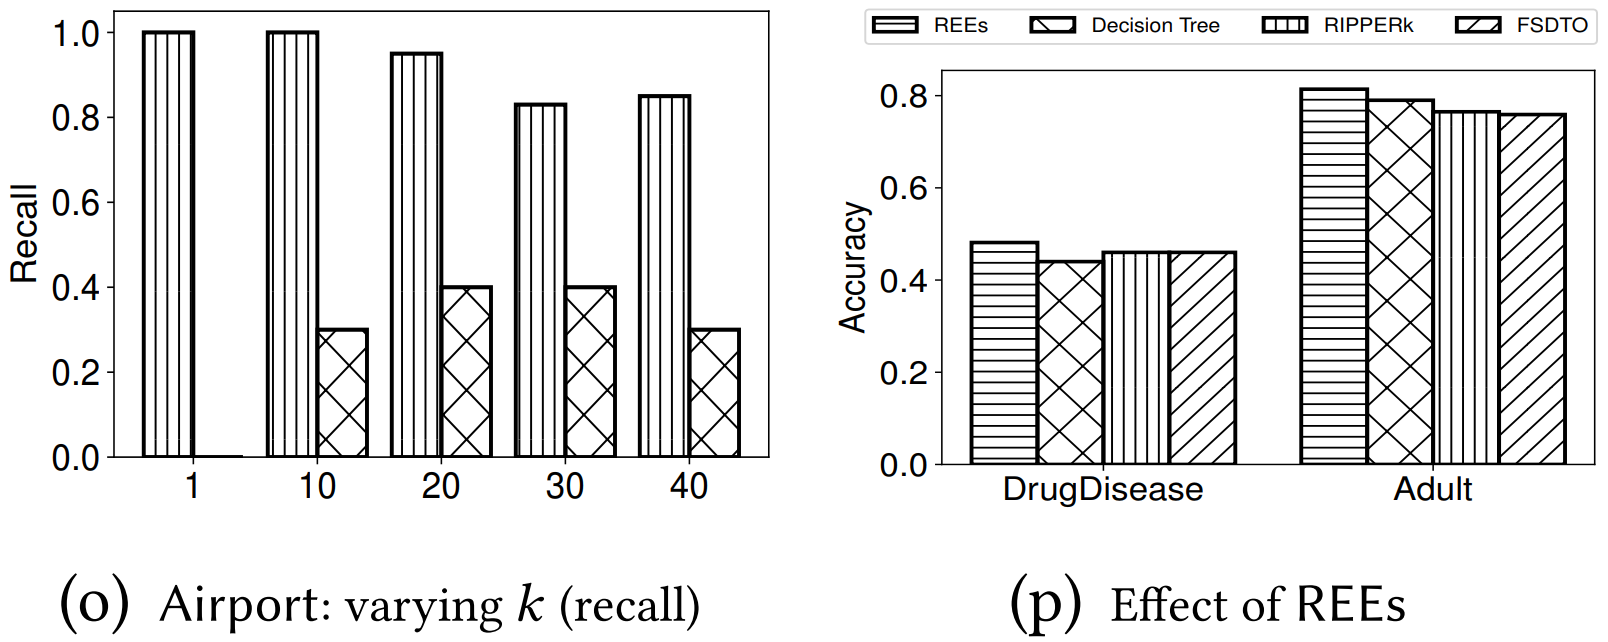 Recall
1.0
0.8
0.6
0.4
0.2
0.0
1 10 20 30 40
(o) Airport: varying k (recall)
REEs Decision Tree RIPPERk FSDTO
Accuracy
0.8
0.6
0.4
0.2
0.0
DrugDisease Adult
(p) Effect of REEs